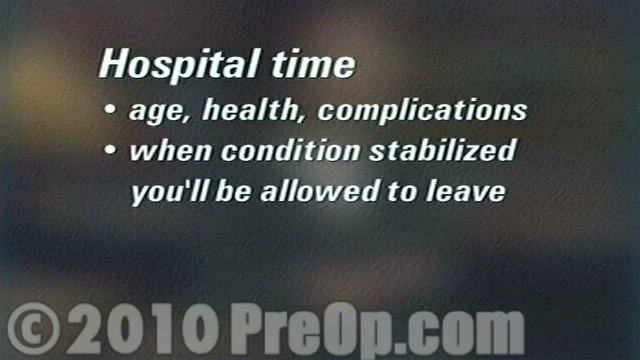 Hospital time
• age, health, complications
• when condition stabilized
you'll be allowed to leave
© 2010 PreOp.com